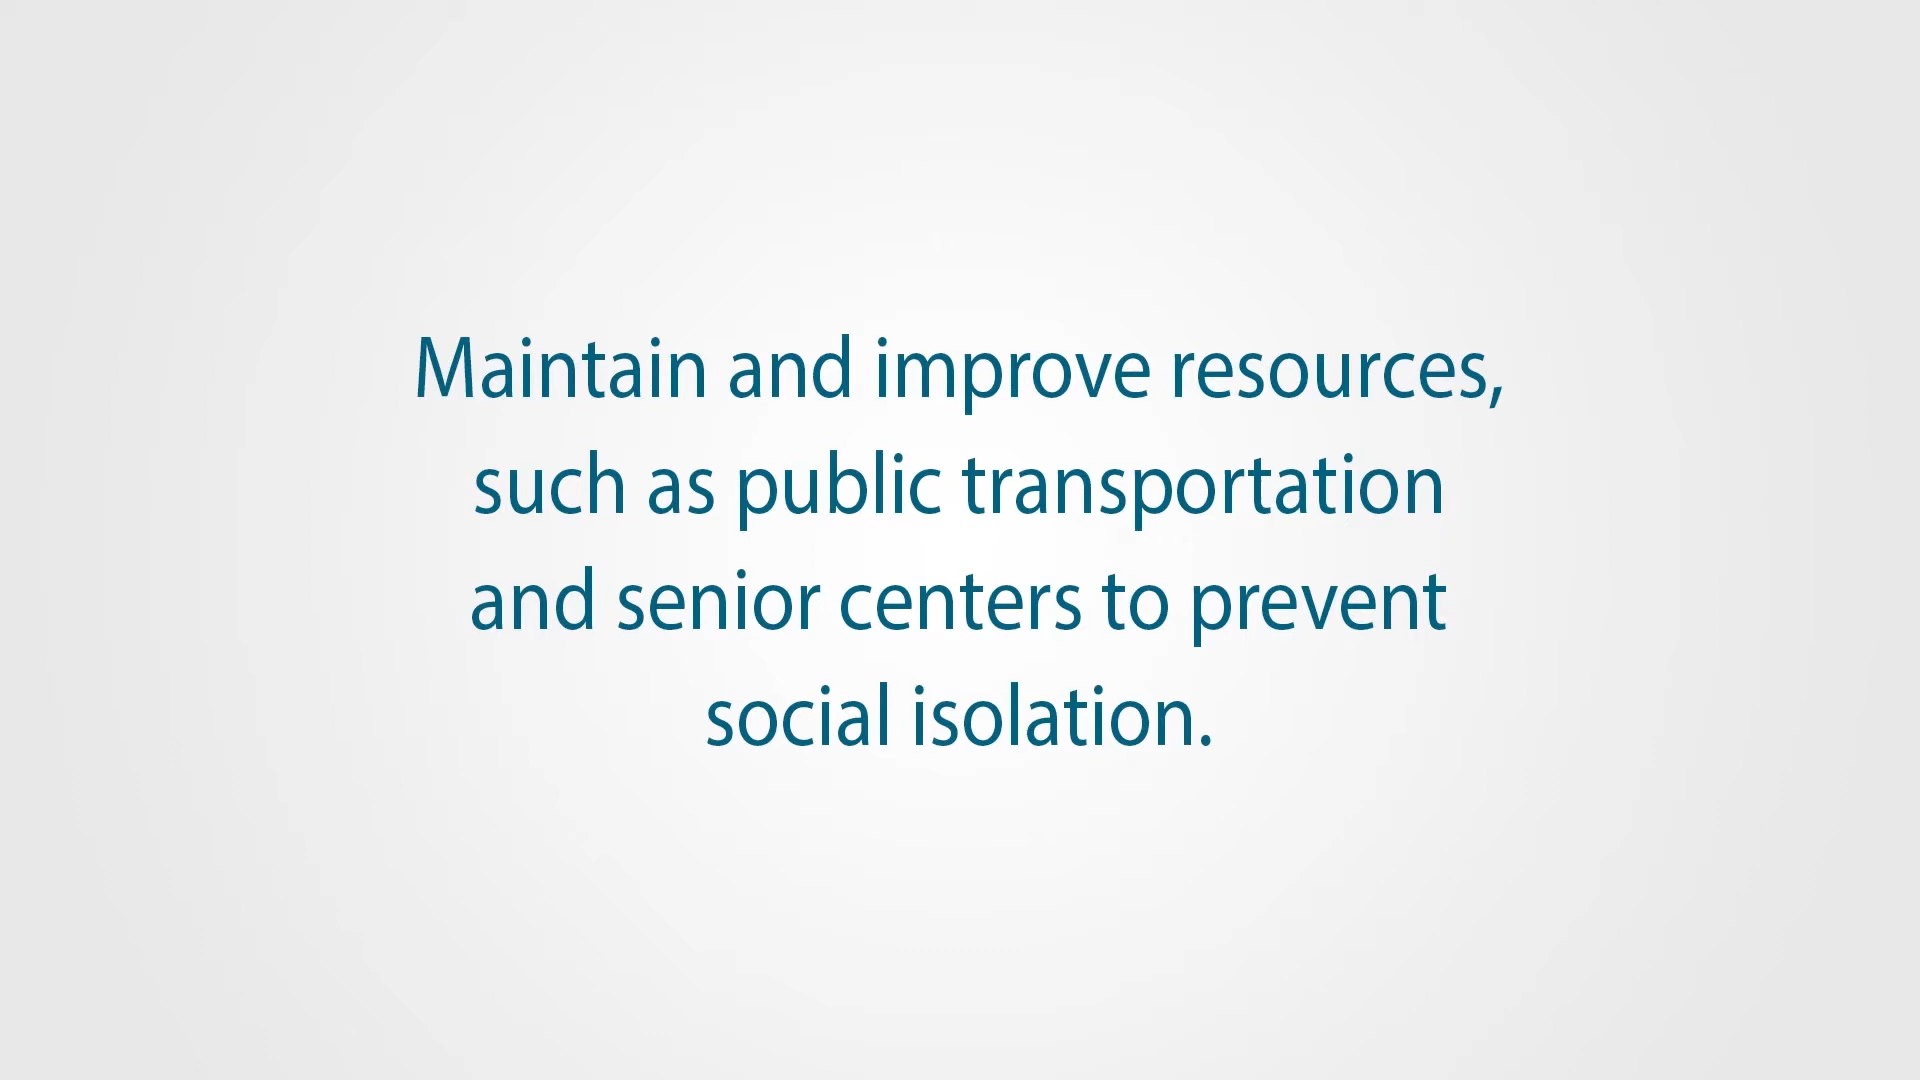 Maintain and improve resources,
such as public transportation
and senior centers to prevent
social isolation.